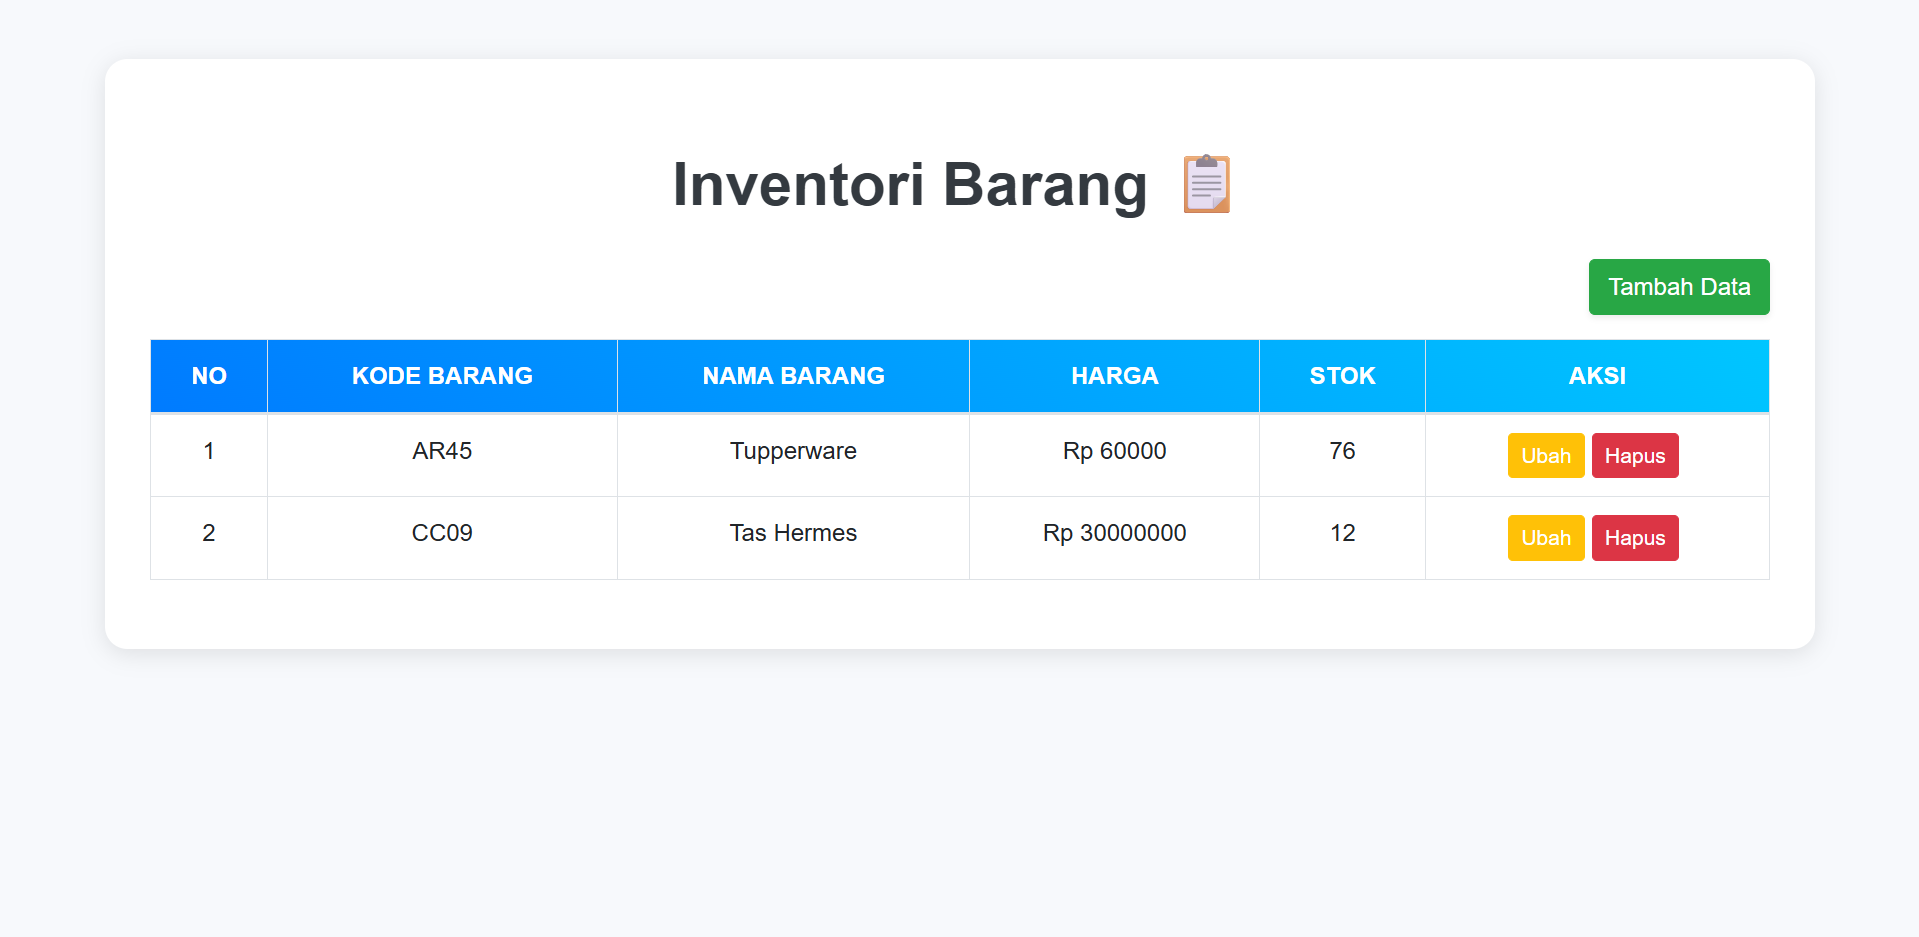 Inventori Barang 📋
Tambah Data
NO KODE BARANG NAMA BARANG HARGA STOK AKSI
1 AR45 Tupperware Rp 60000 76 Ubah Hapus
2 CC09 Tas Hermes Rp 30000000 12 Ubah Hapus